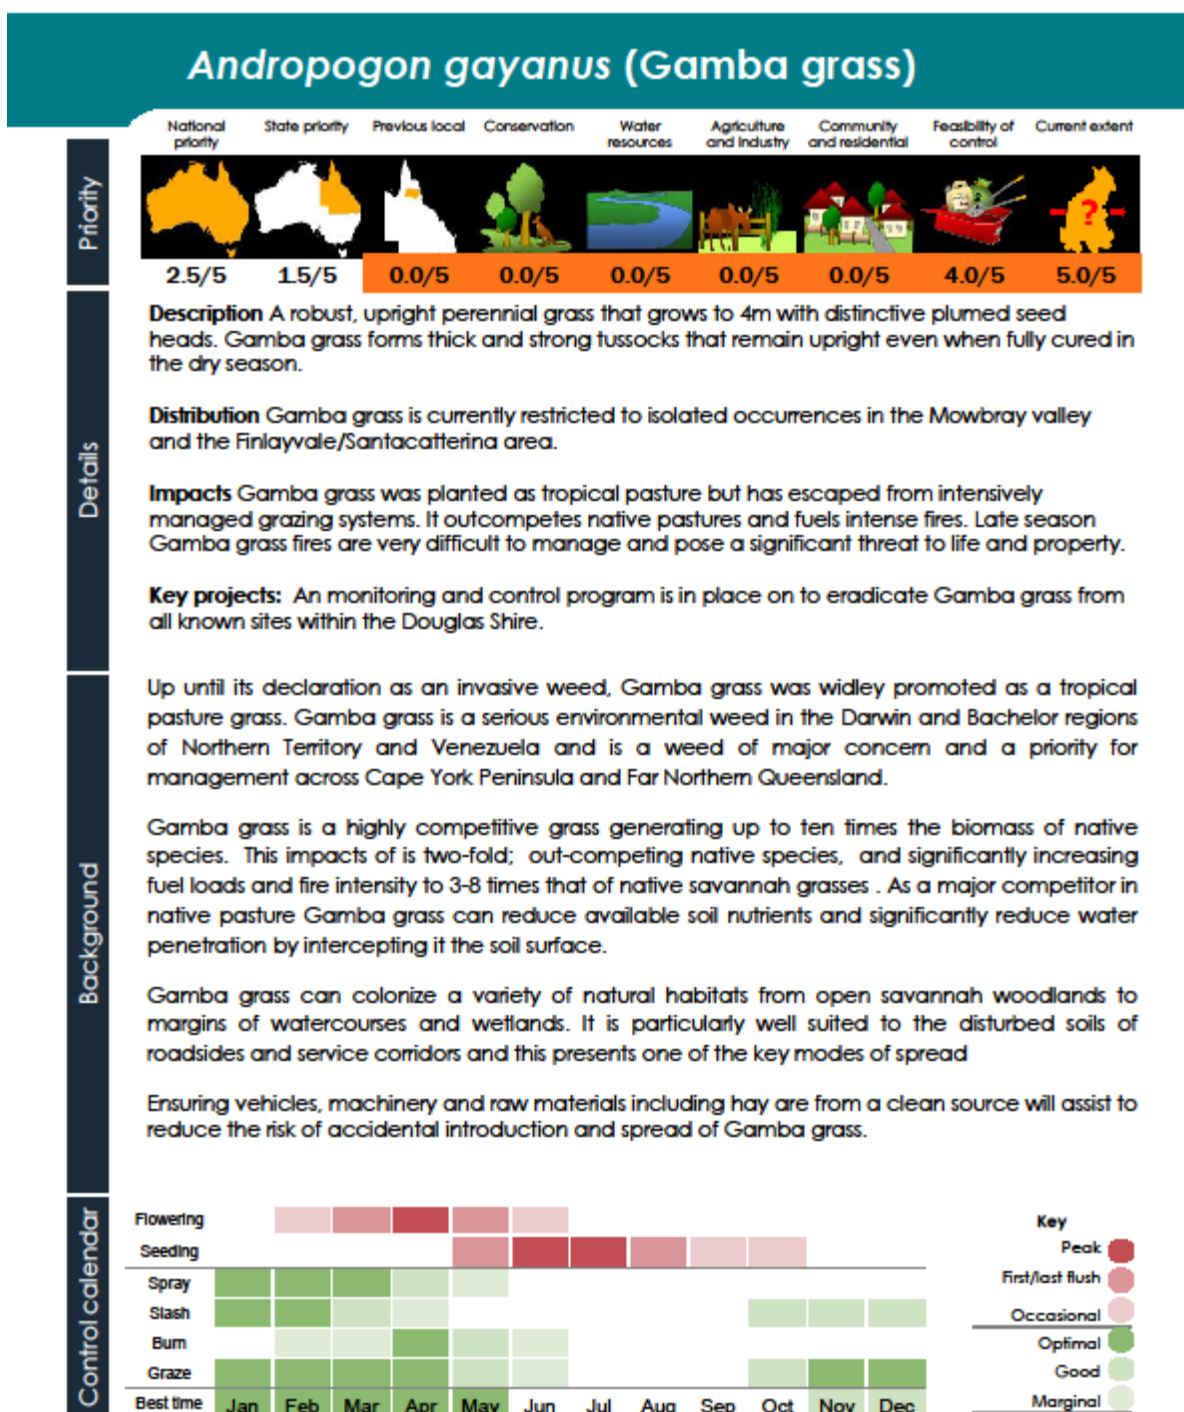 Andropogon gayanus (Gamba grass)
National priority
State priority
Previous local
Conservation
Water resources
Agriculture and industry
Community and residential
Feasibility of control
Current extent
Priority
?
2.5/5 1.5/5 0.0/5 0.0/5 0.0/5 0.0/5 0.0/5 4.0/5 5.0/5
Details
Description A robust, upright perennial grass that grows to 4m with distinctive plumed seed
heads. Gamba grass forms thick and strong tussocks that remain upright even when fully cured in
the dry season.
Distribution Gamba grass is currently restricted to isolated occurrences in the Mowbray valley
and the Finlayvale/Santacatterina area.
Impacts Gamba grass was planted as tropical pasture but has escaped from intensively
managed grazing systems. It outcompetes native pastures and fuels intense fires. Late season
Gamba grass fires are very difficult to manage and pose a significant threat to life and property.
Key projects: An monitoring and control program is in place on to eradicate Gamba grass from
all known sites within the Douglas Shire.
Background
Up until its declaration as an invasive weed, Gamba grass was widley promoted as a tropical
pasture grass. Gamba grass is a serious environmental weed in the Darwin and Bachelor regions
of Northern Territory and Venezuela and is a weed of major concern and a priority for
management across Cape York Peninsula and Far Northern Queensland.
Gamba grass is a highly competitive grass generating up to ten times the biomass of native
species. This impacts of is two-fold; out-competing native species, and significantly increasing
fuel loads and fire intensity to 3-8 times that of native savannah grasses . As a major competitor in
native pasture Gamba grass can reduce available soil nutrients and significantly reduce water
penetration by intercepting it the soil surface.
Gamba grass can colonize a variety of natural habitats from open savannah woodlands to
margins of watercourses and wetlands. It is particularly well suited to the disturbed soils of
roadsides and service corridors and this presents one of the key modes of spread
Ensuring vehicles, machinery and raw materials including hay are from a clean source will assist to
reduce the risk of accidental introduction and spread of Gamba grass.
Control calendar
Flowering
Seeding
Spray
Slash
Burn
Graze
Best time Jan Feb Mar Apr May Jun Jul Aug Sep Oct Nov Dec
Key
Peak
First/last flush
Occasional
Optimal
Good
Marginal